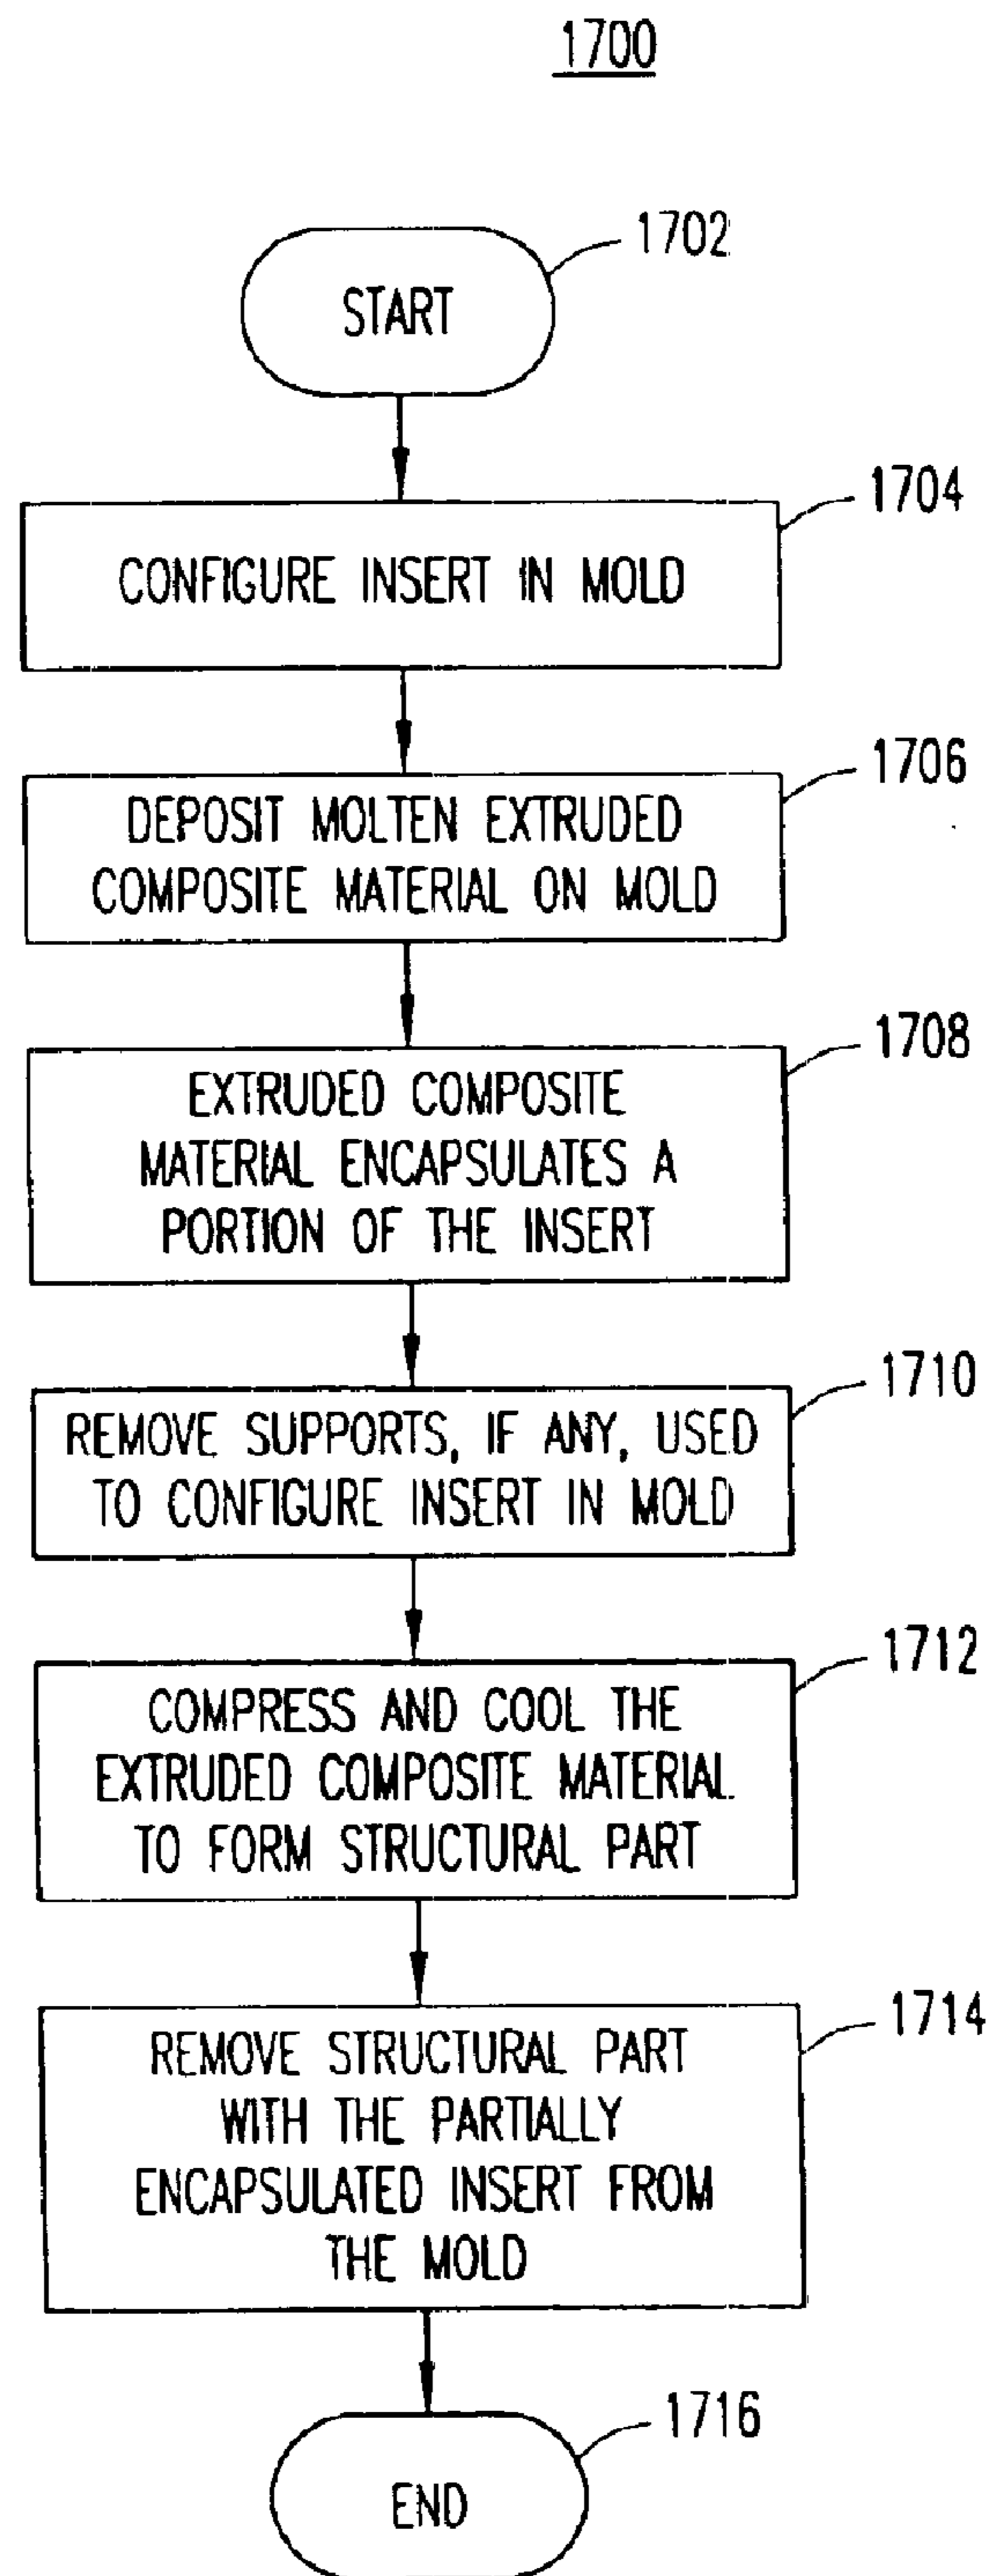 1700
1702
START
1704
CONFIGURE INSERT IN MOLD
1706
DEPOSIT MOLTEN EXTRUDED
COMPOSITE MATERIAL ON MOLD
1708
EXTRUDED COMPOSITE
MATERIAL ENCAPSULATES A
PORTION OF THE INSERT
1710
REMOVE SUPPORTS, IF ANY, USED
TO CONFIGURE INSERT IN MOLD
1712
COMPRESS AND COOL THE
EXTRUDED COMPOSITE MATERIAL
TO FORM STRUCTURAL PART
1714
REMOVE STRUCTURAL PART
WITH THE PARTIALLY
ENCAPSULATED INSERT FROM
THE MOLD
1716
END